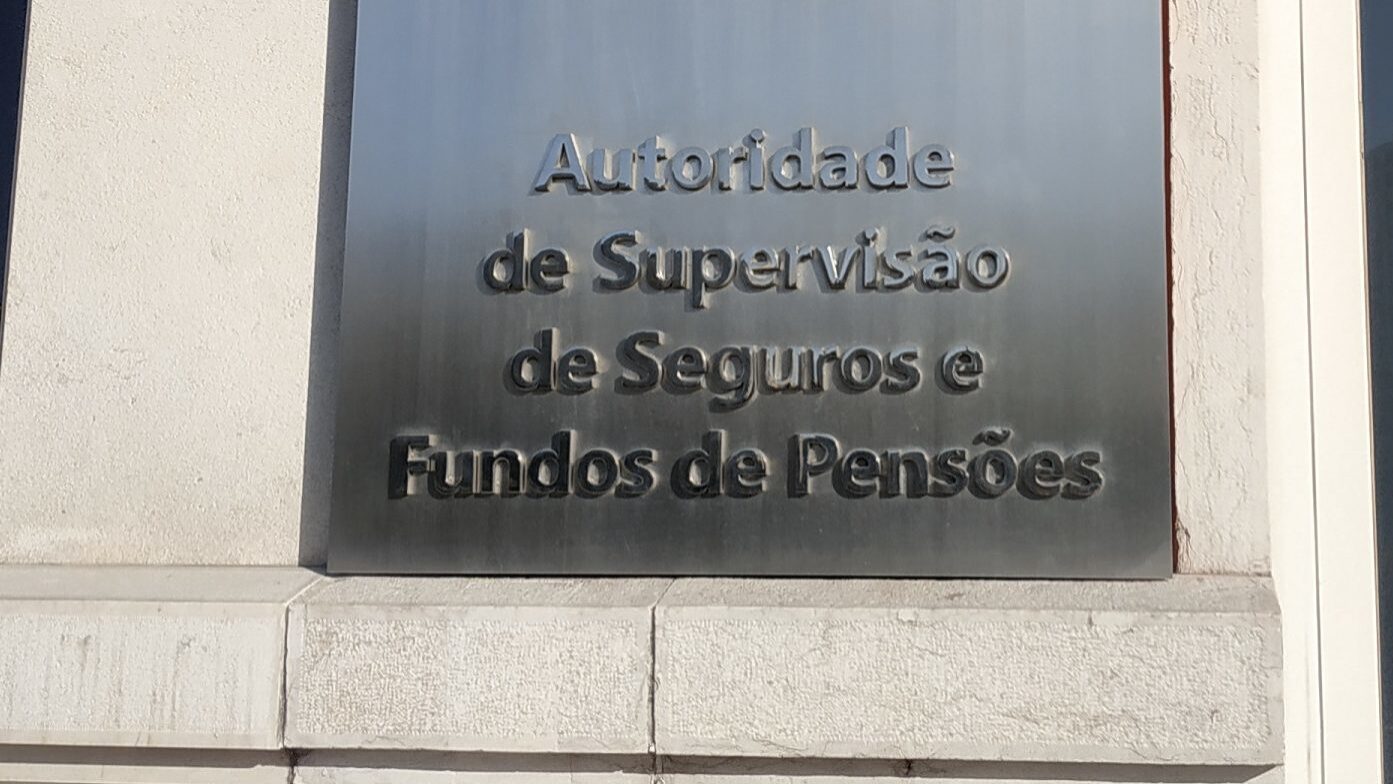 Autoridade
de Supervisão
de Seguros e
Fundos de Pensões